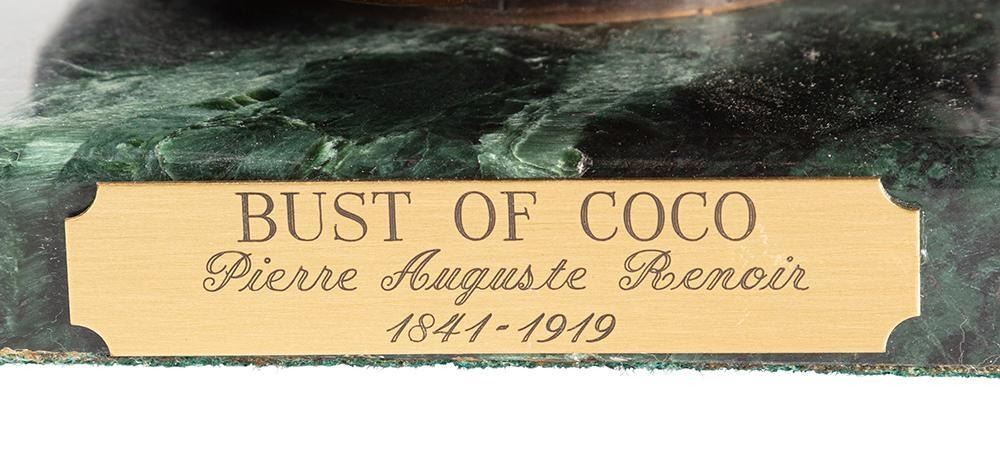 BUST OF COCO
Pierre Auguste Renoir
1841-1919